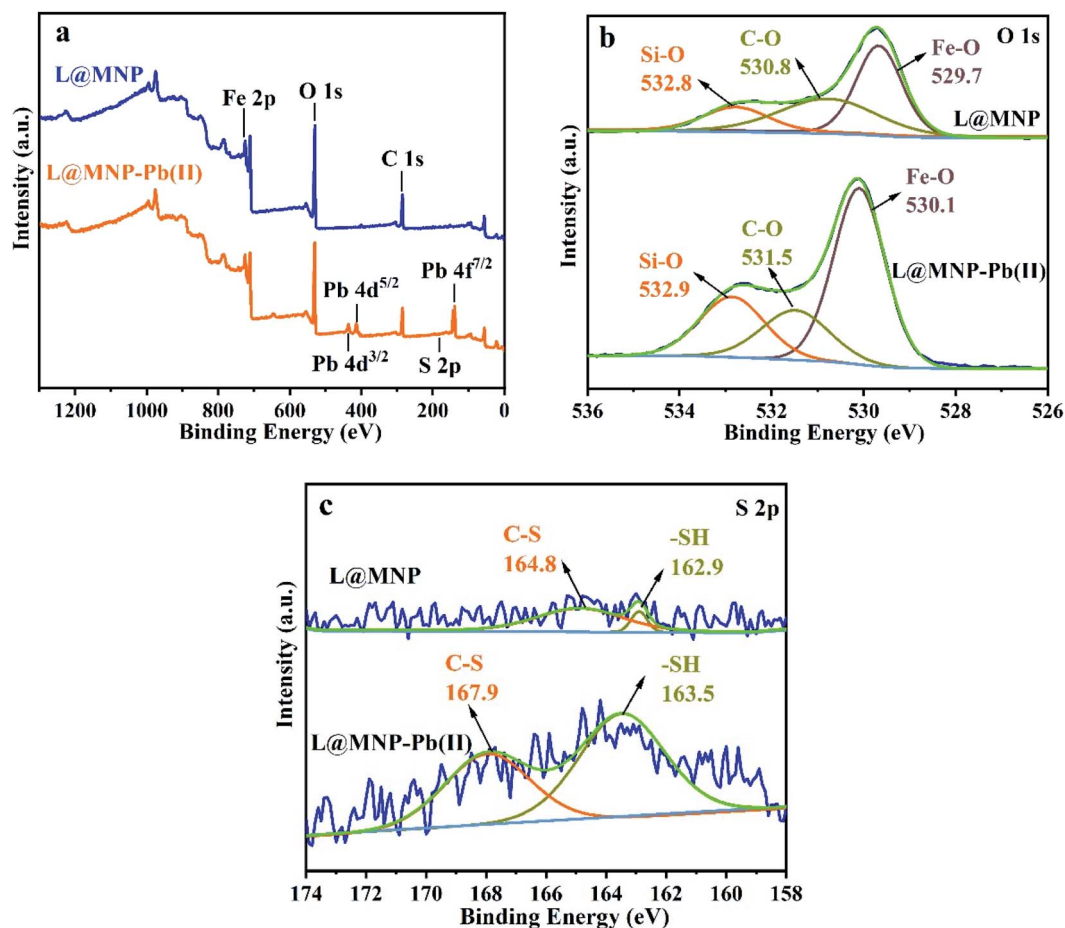 a
L@MNP
Fe 2p
O 1s
C 1s
L@MNP-Pb(II)
Pb 4d5/2
Pb 4f7/2
Pb 4d3/2
S 2p
Intensity (a.u.)
1200 1000 800 600 400 200 0
Binding Energy (eV)
b
O 1s
Si-O
532.8
C-O
530.8
Fe-O
529.7
L@MNP
Si-O
532.9
C-O
531.5
Fe-O
530.1
L@MNP-Pb(II)
Intensity (a.u.)
536 534 532 530 528 526
Binding Energy (eV)
c
S 2p
C-S
164.8
-SH
162.9
L@MNP
C-S
167.9
-SH
163.5
L@MNP-Pb(II)
Intensity (a.u.)
174 172 170 168 166 164 162 160 158
Binding Energy (eV)